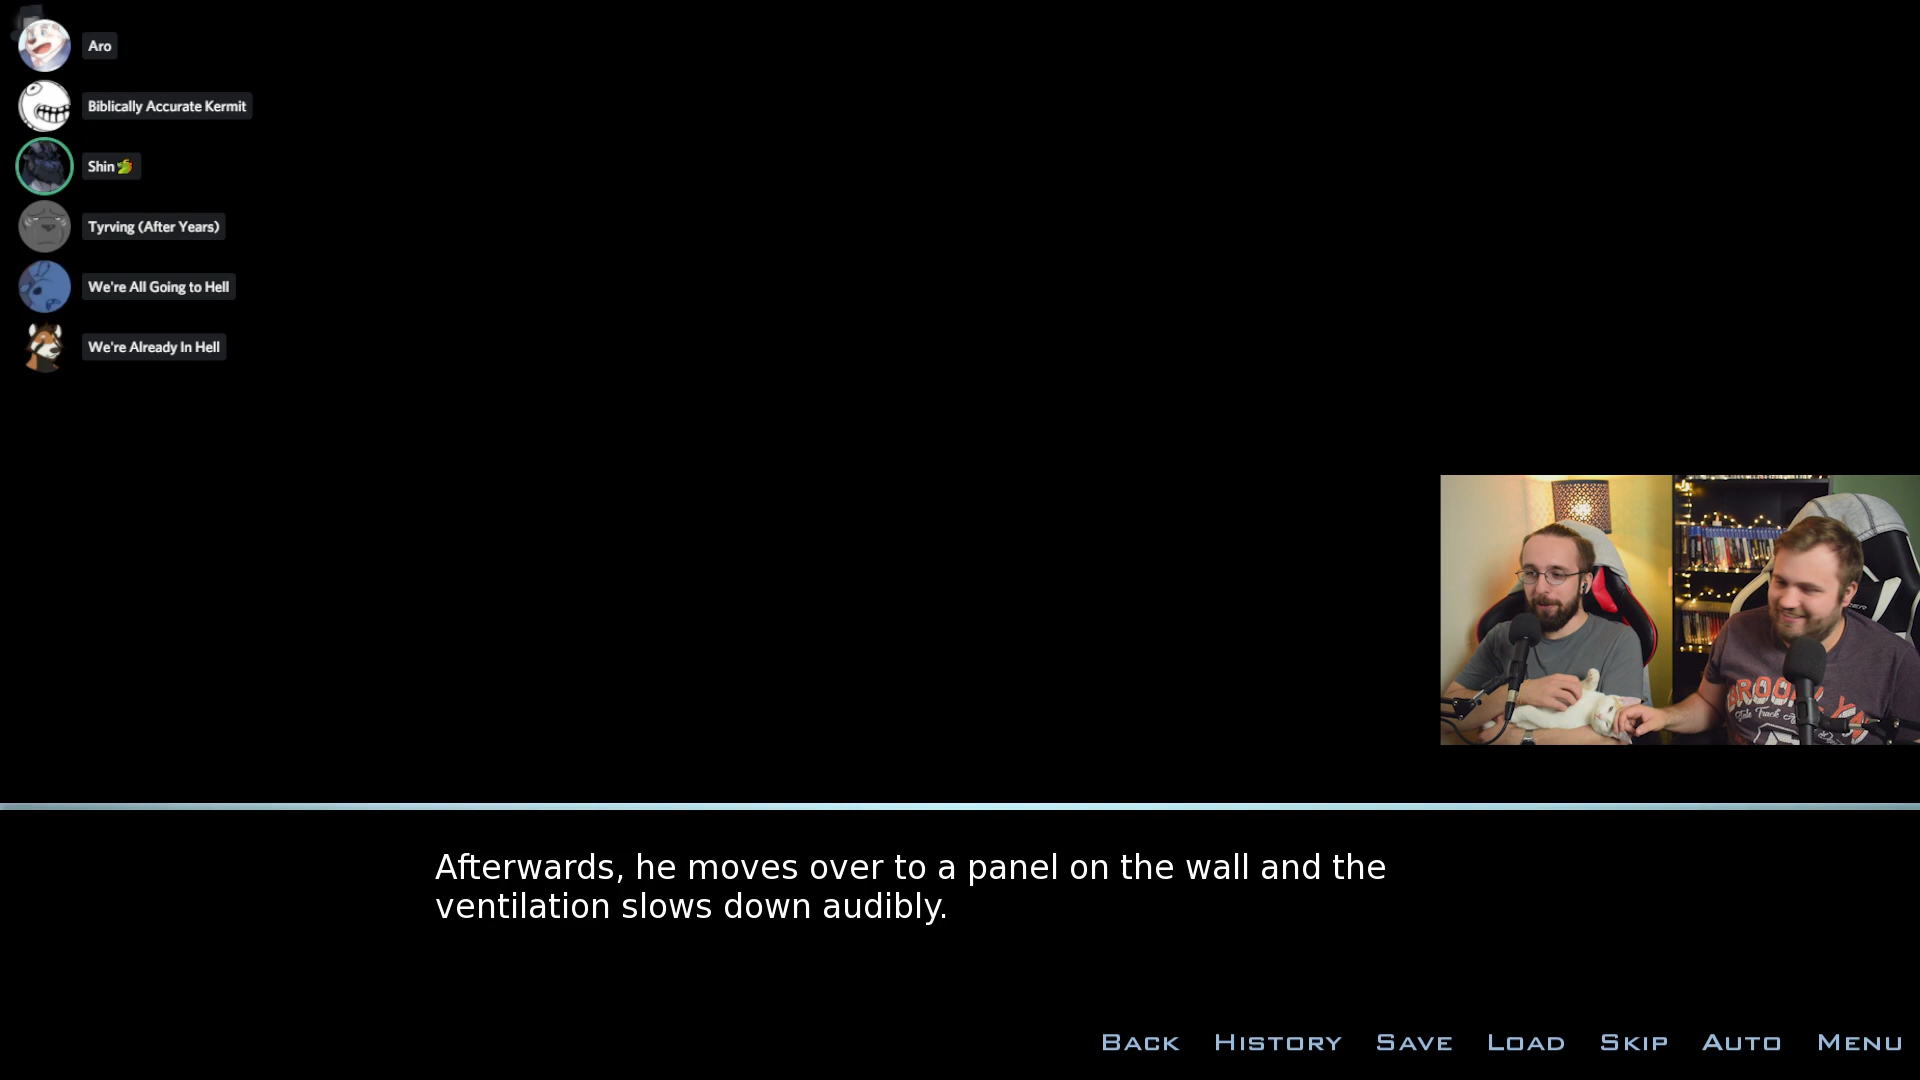 Aro
Biblically Accurate Kermit
Shin
Tyrving (After Years)
We're All Going to Hell
We're Already In Hell
BROOKLYN
Afterwards, he moves over to a panel on the wall and the
ventilation slows down audibly.
Back History Save Load Skip Auto Menu